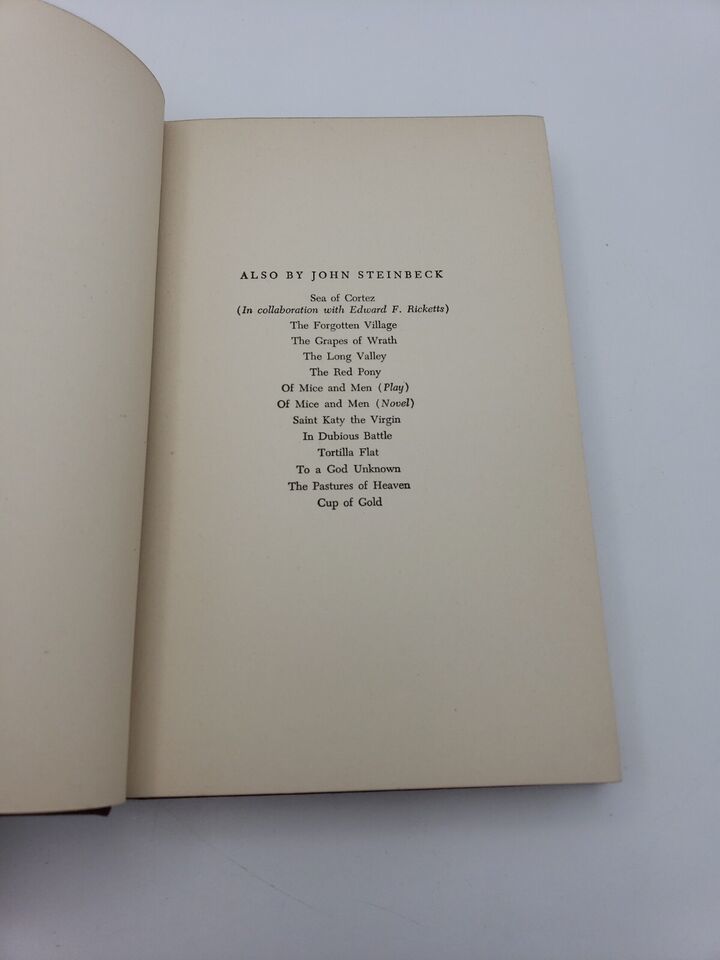 ALSO BY JOHN STEINBECK
Sea of Cortez
(In collaboration with Edward F. Ricketts)
The Forgotten Village
The Grapes of Wrath
The Long Valley
The Red Pony
Of Mice and Men (Play)
Of Mice and Men (Novel)
Saint Katy the Virgin
In Dubious Battle
Tortilla Flat
To a God Unknown
The Pastures of Heaven
Cup of Gold